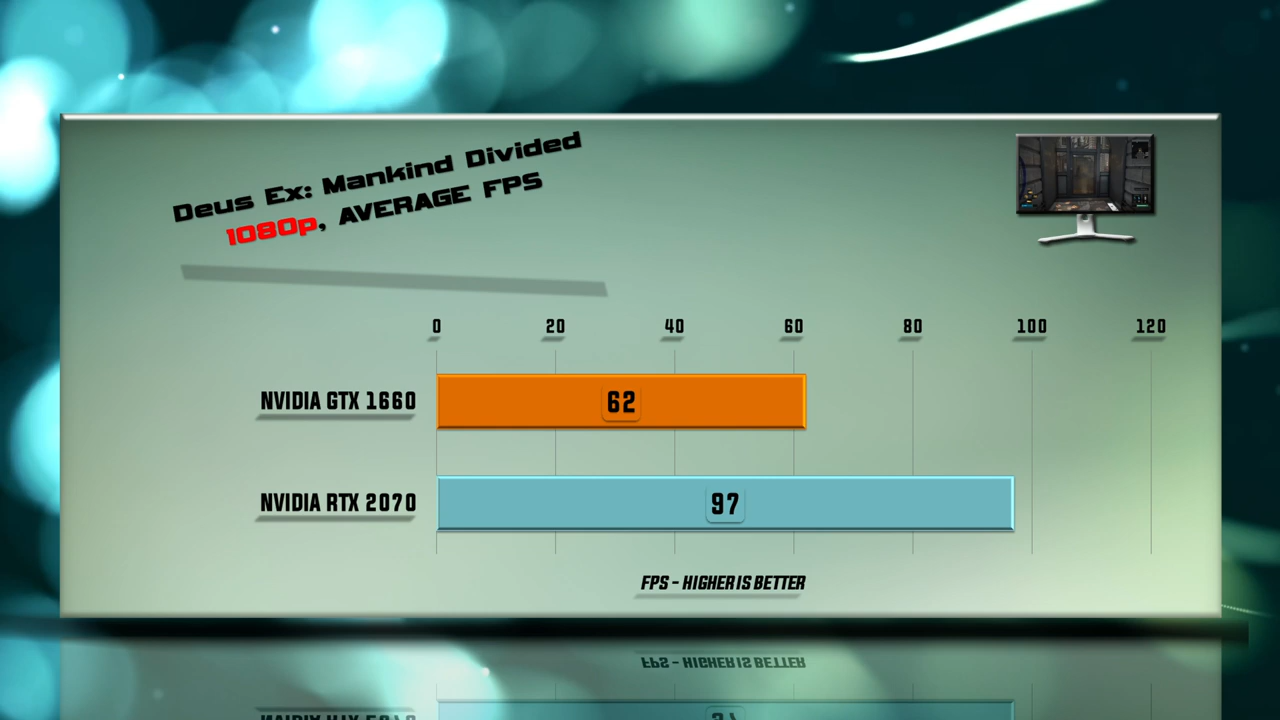 Deus Ex: Mankind Divided
1080p, AVERAGE FPS
0 20 40 60 80 100 120
NVIDIA GTX 1660 62
NVIDIA RTX 2070 97
FPS - HIGHER IS BETTER